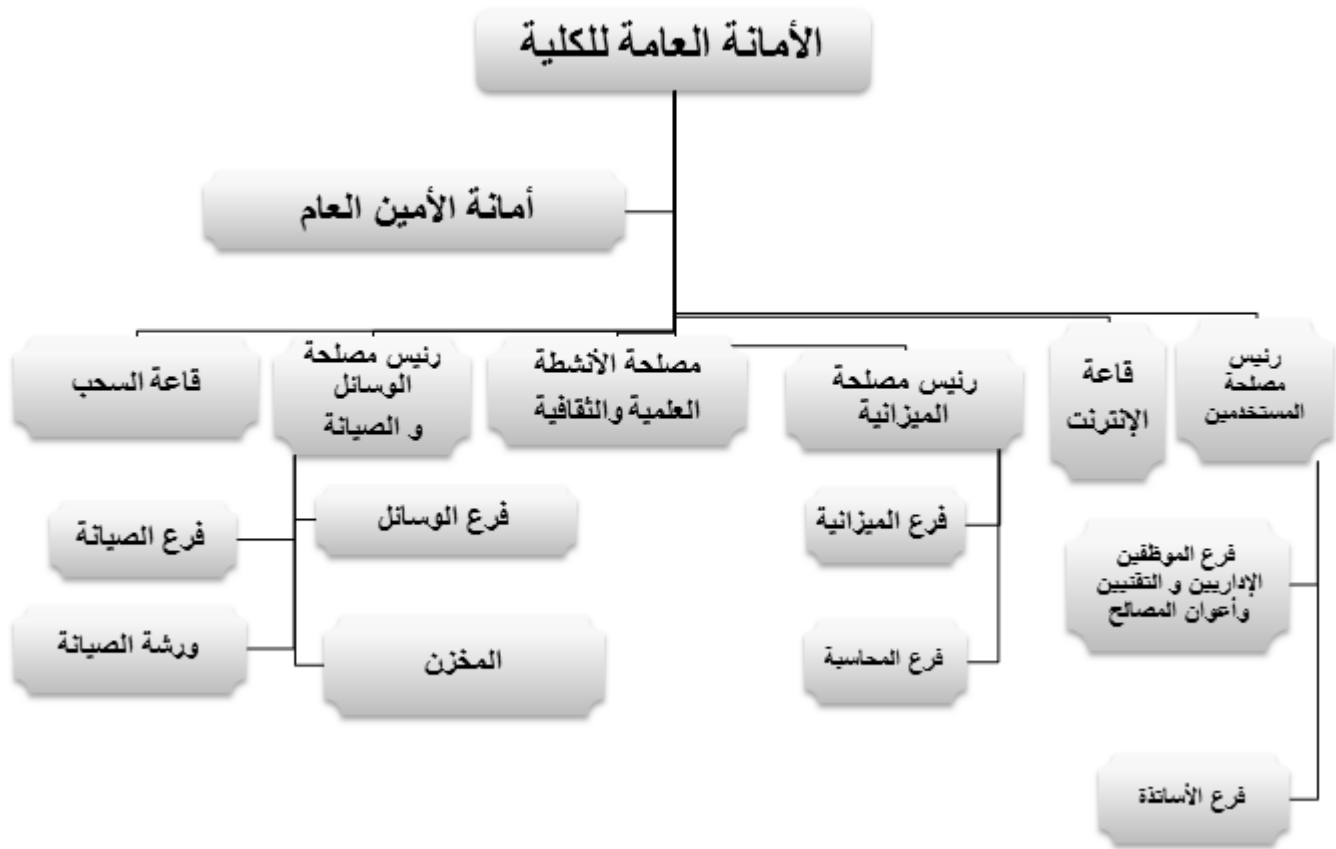 الأمانة العامة للكلية
أمانة الأمين العام
رئيس
مصلحة
المستخدمين
قاعة
الإنترنت
رئيس مصلحة
الميزانية
مصلحة الأنشطة
العلمية والثقافية
رئيس مصلحة
الوسائل
و الصيانة
قاعة السحب
فرع الموظفين
الإداريين و التقنيين
وأعوان المصالح
فرع الأساتذة
فرع الميزانية
فرع المحاسبة
فرع الوسائل
فرع الصيانة
المخزن
ورشة الصيانة